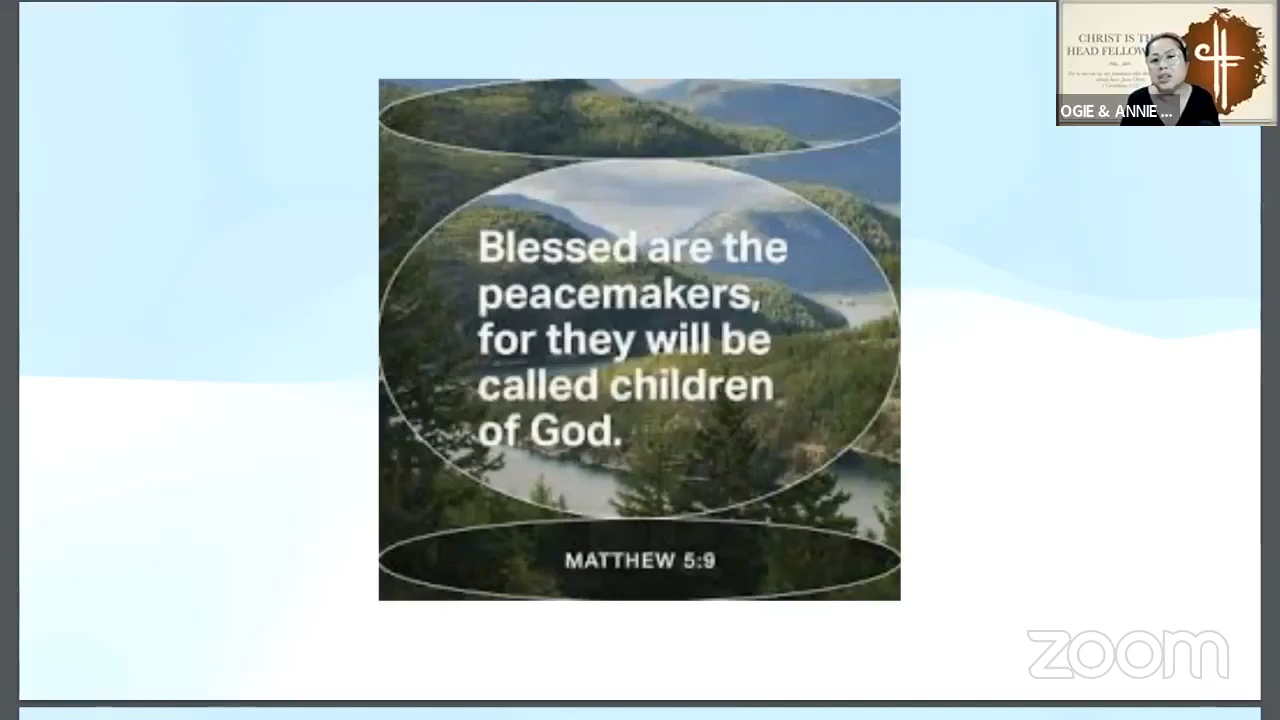 CHRIST IS TH
HEAD FELLOW
OGIE & ANNIE ...
Blessed are the
peacemakers,
for they will be
called children
of God.
MATTHEW 5:9
zoom